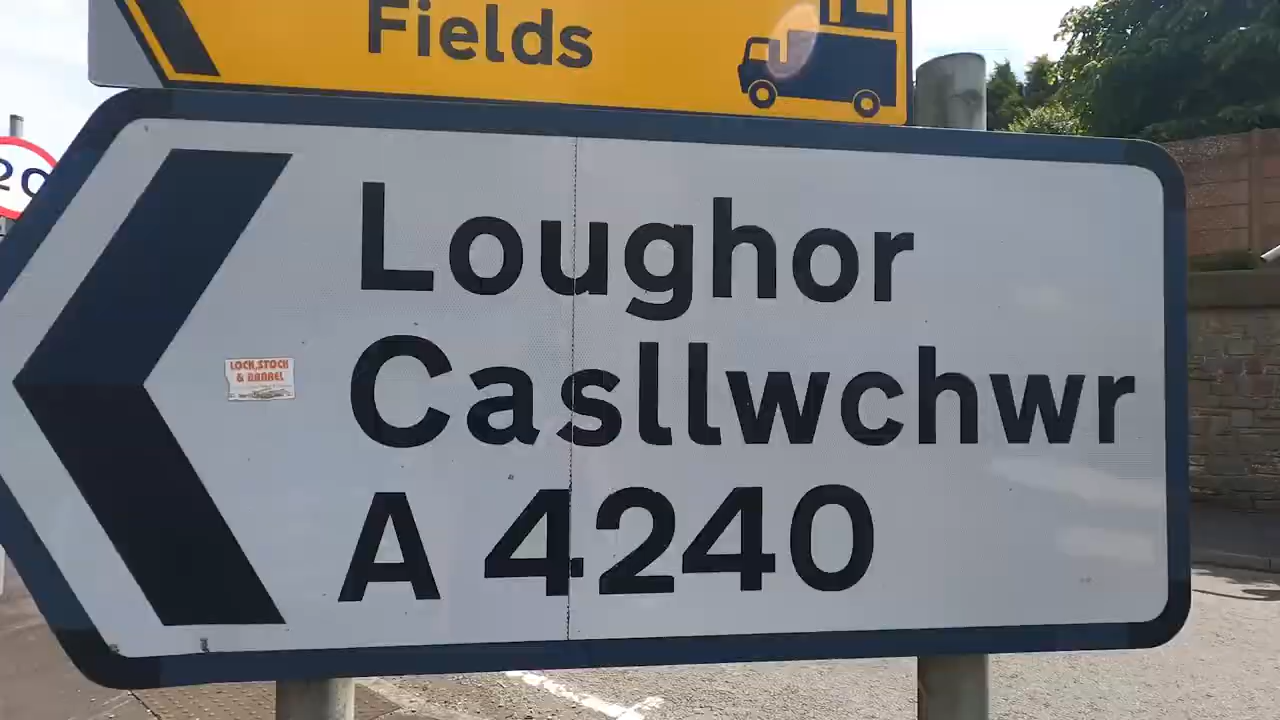 Fields
20
Loughor
Casllwchwr
LOCK,STOCK
& BARREL
A 4240